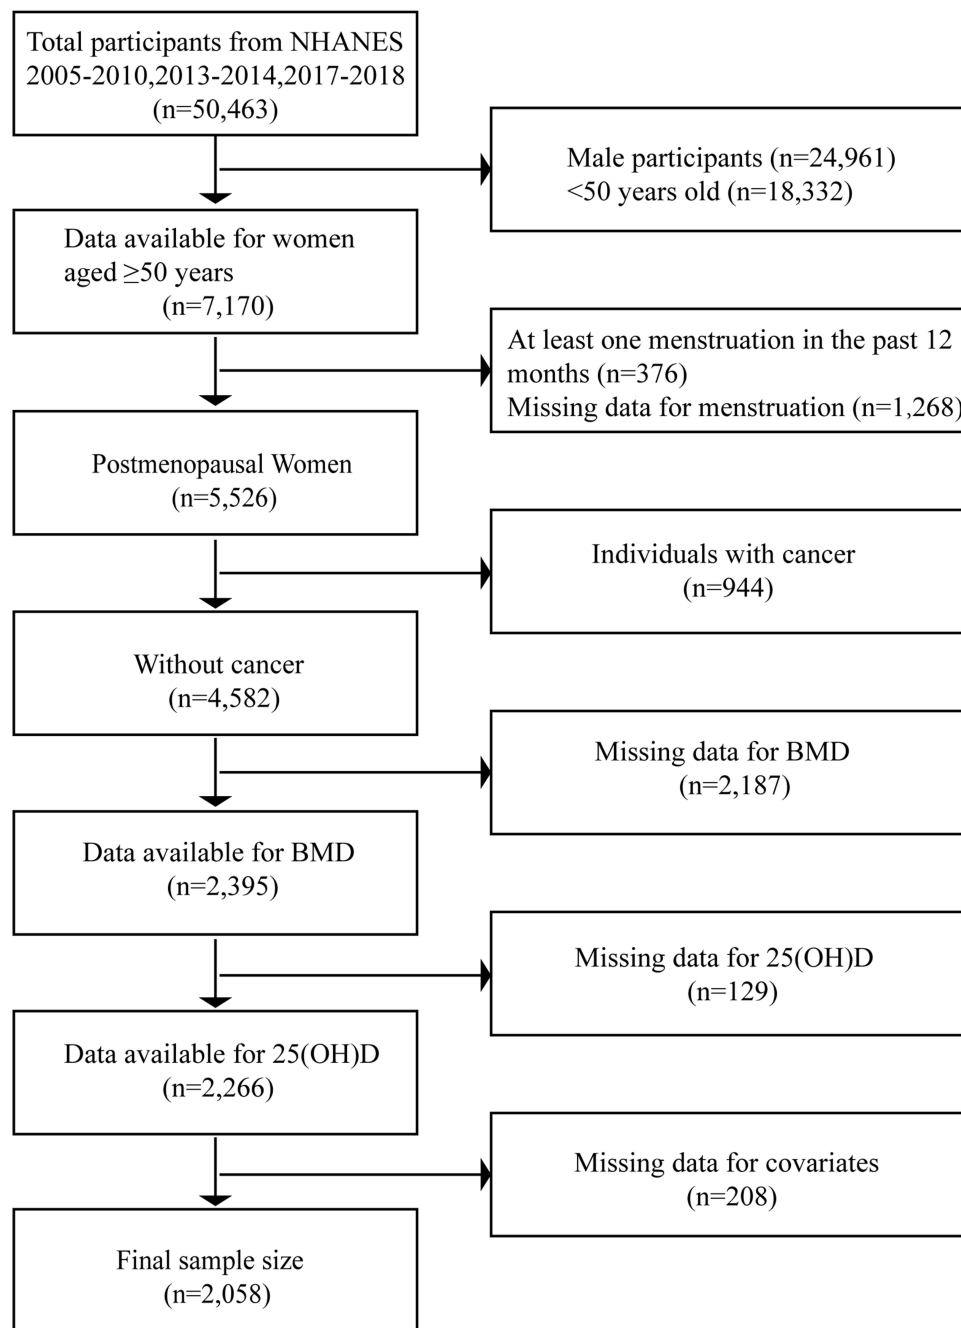 Total participants from NHANES
2005-2010,2013-2014,2017-2018
(n=50,463)
Male participants (n=24,961)
<50 years old (n=18,332)
Data available for women
aged ≥50 years
(n=7,170)
At least one menstruation in the past 12
months (n=376)
Missing data for menstruation (n=1,268)
Postmenopausal Women
(n=5,526)
Individuals with cancer
(n=944)
Without cancer
(n=4,582)
Missing data for BMD
(n=2,187)
Data available for BMD
(n=2,395)
Missing data for 25(OH)D
(n=129)
Data available for 25(OH)D
(n=2,266)
Missing data for covariates
(n=208)
Final sample size
(n=2,058)